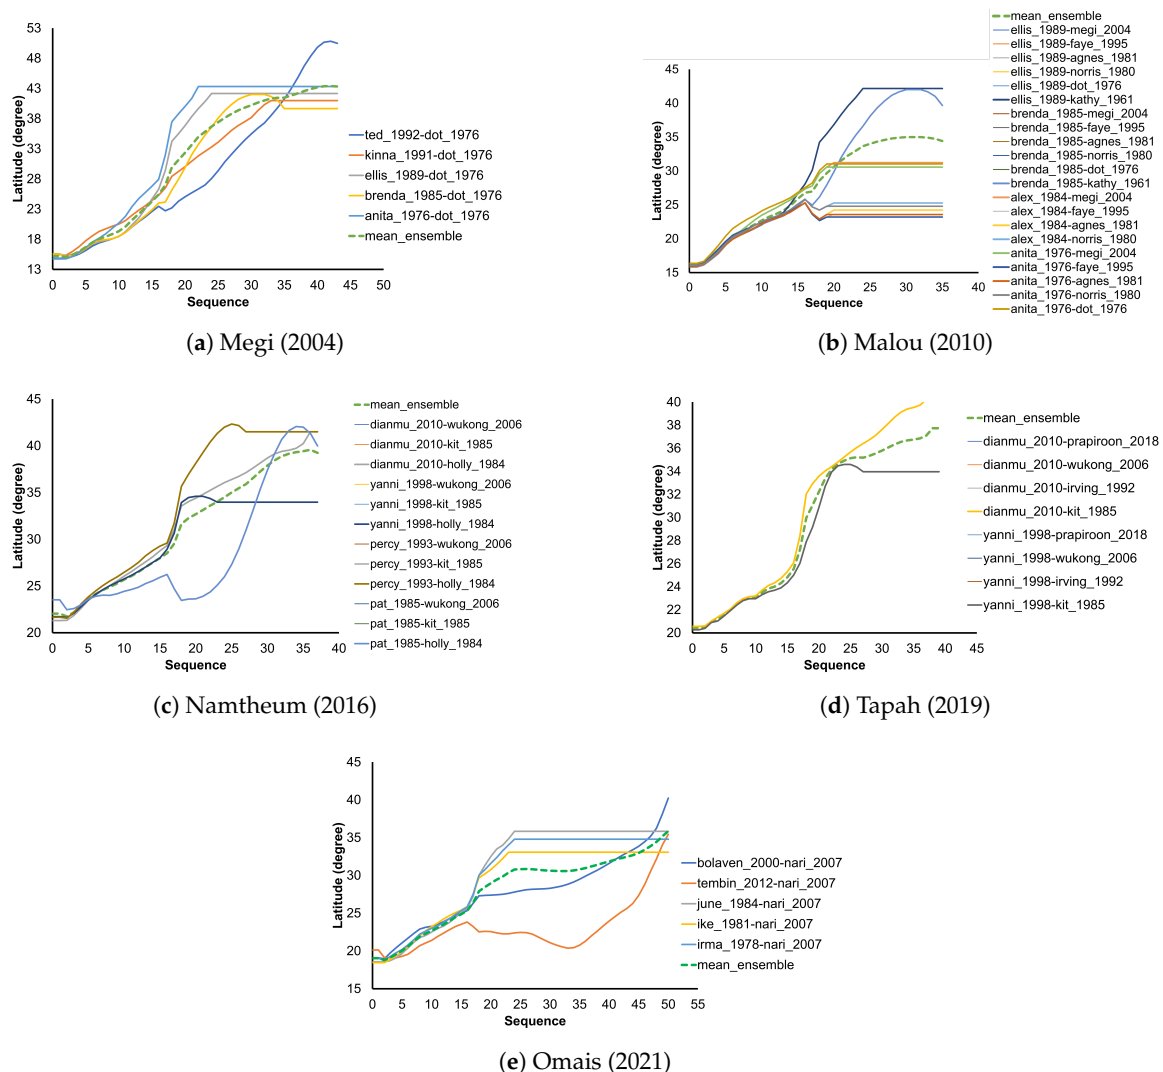 53
48
43
38
33
28
23
18
13
Latitude (degree)
0 5 10 15 20 25 30 35 40 45 50
Sequence
ted_1992-dot_1976
kinna_1991-dot_1976
ellis_1989-dot_1976
brenda_1985-dot_1976
anita_1976-dot_1976
mean_ensemble
(a) Megi (2004)
45
40
35
30
25
20
15
Latitude (degree)
0 5 10 15 20 25 30 35 40
Sequence
mean_ensemble
ellis_1989-megi_2004
ellis_1989-faye_1995
ellis_1989-agnes_1981
ellis_1989-norris_1980
ellis_1989-dot_1976
ellis_1989-kathy_1961
brenda_1985-megi_2004
brenda_1985-faye_1995
brenda_1985-agnes_1981
brenda_1985-norris_1980
brenda_1985-dot_1976
brenda_1985-kathy_1961
alex_1984-megi_2004
alex_1984-faye_1995
alex_1984-agnes_1981
alex_1984-norris_1980
anita_1976-megi_2004
anita_1976-faye_1995
anita_1976-agnes_1981
anita_1976-norris_1980
anita_1976-dot_1976
(b) Malou (2010)
45
40
35
30
25
20
Latitude (degree)
0 5 10 15 20 25 30 35 40
Sequence
mean_ensemble
dianmu_2010-wukong_2006
dianmu_2010-kit_1985
dianmu_2010-holly_1984
yanni_1998-wukong_2006
yanni_1998-kit_1985
yanni_1998-holly_1984
percy_1993-wukong_2006
percy_1993-kit_1985
percy_1993-holly_1984
pat_1985-wukong_2006
pat_1985-kit_1985
pat_1985-holly_1984
(c) Namtheum (2016)
40
38
36
34
32
30
28
26
24
22
20
Latitude (degree)
0 5 10 15 20 25 30 35 40 45
Sequence
mean_ensemble
dianmu_2010-prapiroon_2018
dianmu_2010-wukong_2006
dianmu_2010-irving_1992
dianmu_2010-kit_1985
yanni_1998-prapiroon_2018
yanni_1998-wukong_2006
yanni_1998-irving_1992
yanni_1998-kit_1985
(d) Tapah (2019)
45
40
35
30
25
20
15
Latitude (degree)
0 5 10 15 20 25 30 35 40 45 50 55
Sequence
bolaven_2000-nari_2007
tembin_2012-nari_2007
june_1984-nari_2007
ike_1981-nari_2007
irma_1978-nari_2007
mean_ensemble
(e) Omais (2021)